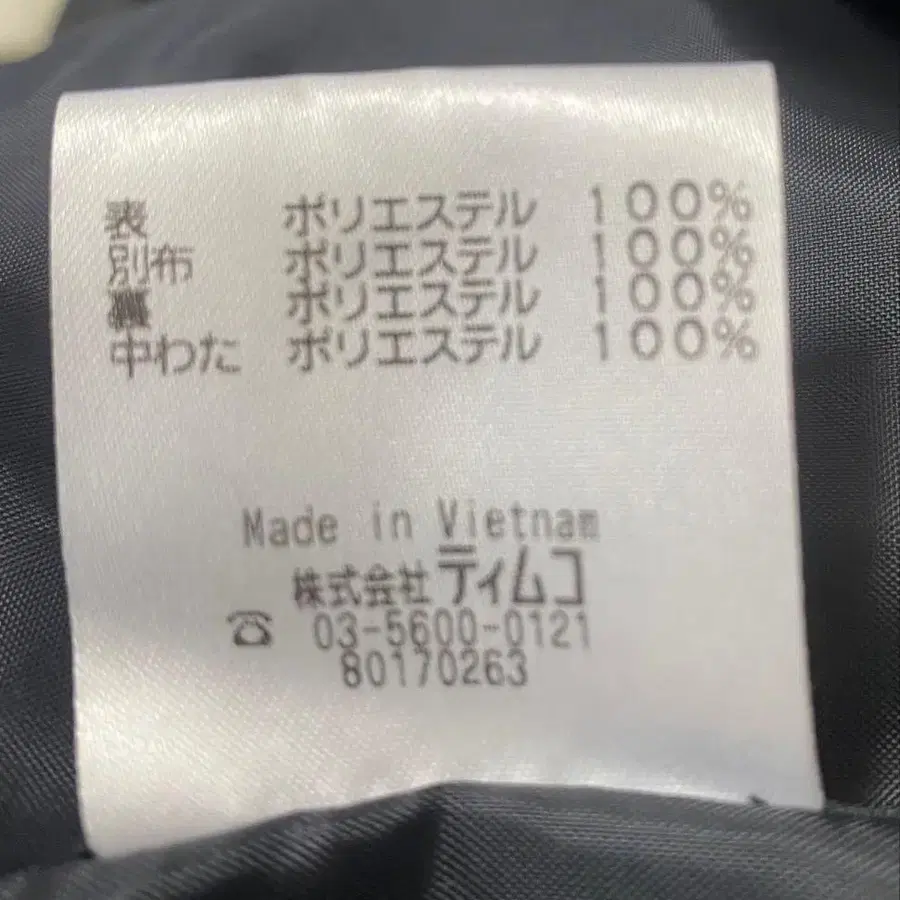 表 ポリエステル 100%
別布 ポリエステル 100%
裏 ポリエステル 100%
中わた ポリエステル 100%
Made in Vietnam
株式会社ティムコ
☎ 03-5600-0121
80170263